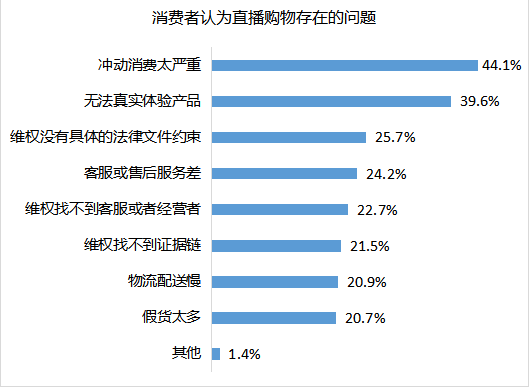 消费者认为直播购物存在的问题
冲动消费太严重 44.1%
无法真实体验产品 39.6%
维权没有具体的法律文件约束 25.7%
客服或售后服务差 24.2%
维权找不到客服或者经营者 22.7%
维权找不到证据链 21.5%
物流配送慢 20.9%
假货太多 20.7%
其他 1.4%